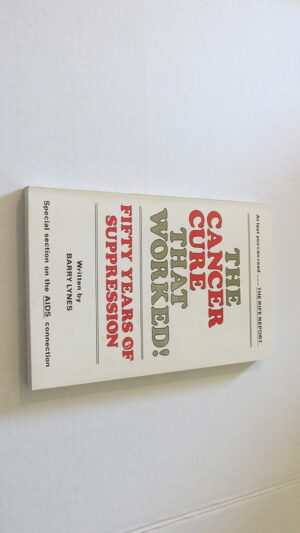 At last you can read ..... THE RIFE REPORT
THE
CANCER
CURE
THAT
WORKED!
FIFTY YEARS OF
SUPPRESSION
Written by
BARRY LYNES
Special section on the AIDS connection